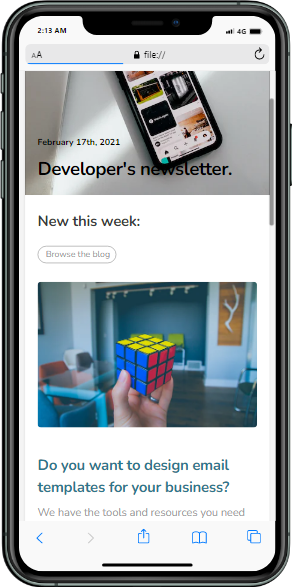 2:13 AM
4G
AA
file://
February 17th, 2021
Developer's newsletter.
New this week:
Browse the blog
Do you want to design email
templates for your business?
We have the tools and resources you need